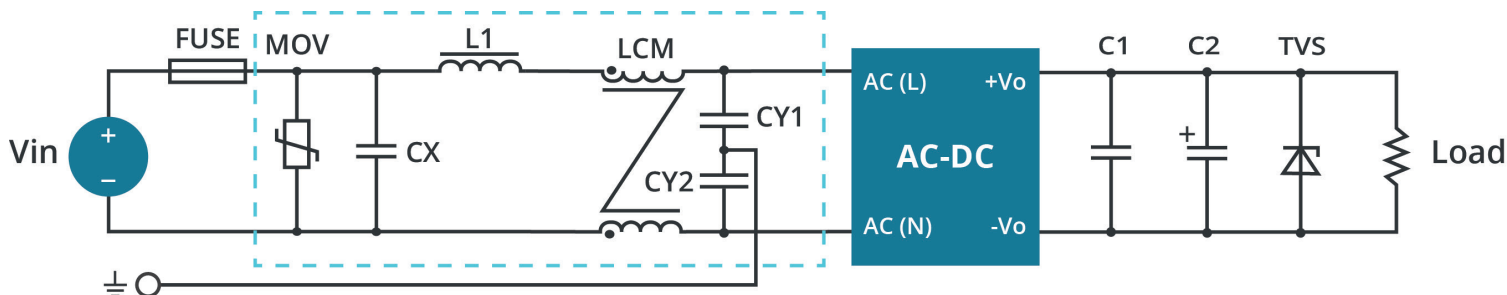 FUSE
MOV
L1
LCM
C1
C2
TVS
AC (L)
+Vo
CY1
+
+
Vin
CX
AC-DC
Load
−
CY2
AC (N)
-Vo